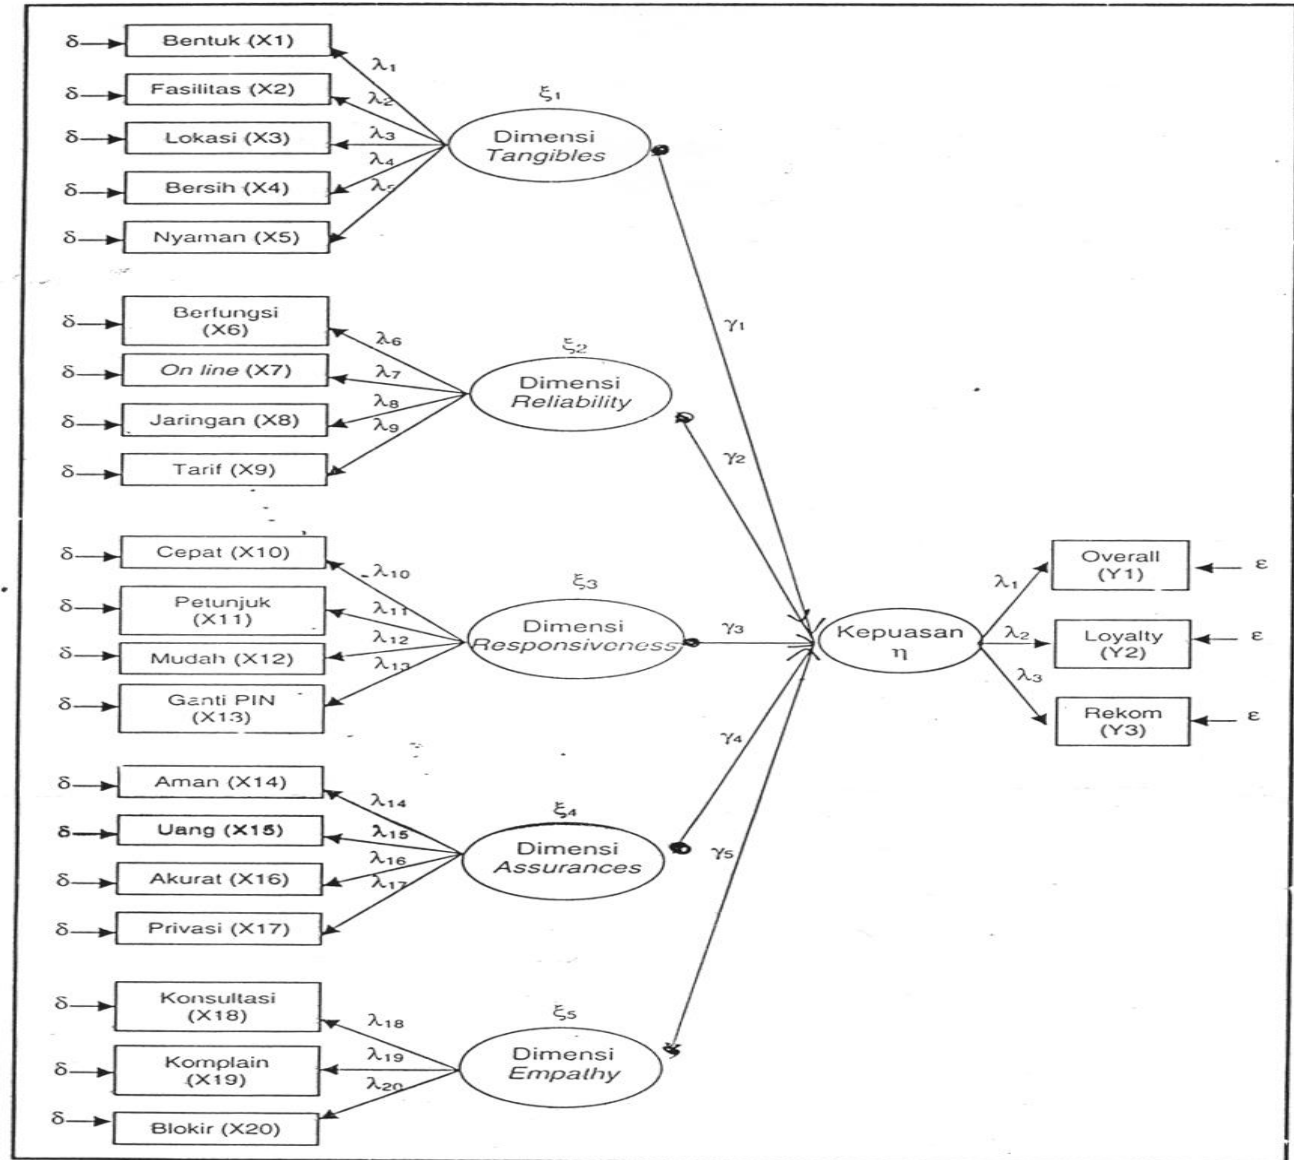 δ Bentuk (X1)
λ1
δ Fasilitas (X2)
λ2
ξ1
δ Lokasi (X3)
λ3
Dimensi
Tangibles
δ Bersih (X4)
λ4
λ5
δ Nyaman (X5)
γ1
δ Berfungsi
(X6)
λ6
ξ2
δ On line (X7)
λ7
Dimensi
Reliability
δ Jaringan (X8)
λ8
λ9
δ Tarif (X9)
γ2
δ Cepat (X10)
λ10
ξ3
δ Petunjuk
(X11)
λ11
Dimensi
Responsiveness
δ Mudah (X12)
λ12
λ13
δ Ganti PIN
(X13)
γ3
Kepuasan
η
λ1
Overall
(Y1)
ε
λ2
Loyalty
(Y2)
ε
λ3
Rekom
(Y3)
ε
δ Aman (X14)
λ14
ξ4
δ Uang (X15)
λ15
Dimensi
Assurances
δ Akurat (X16)
λ16
λ17
δ Privasi (X17)
γ4
γ5
δ Konsultasi
(X18)
λ18
ξ5
δ Komplain
(X19)
λ19
Dimensi
Empathy
λ20
δ Blokir (X20)